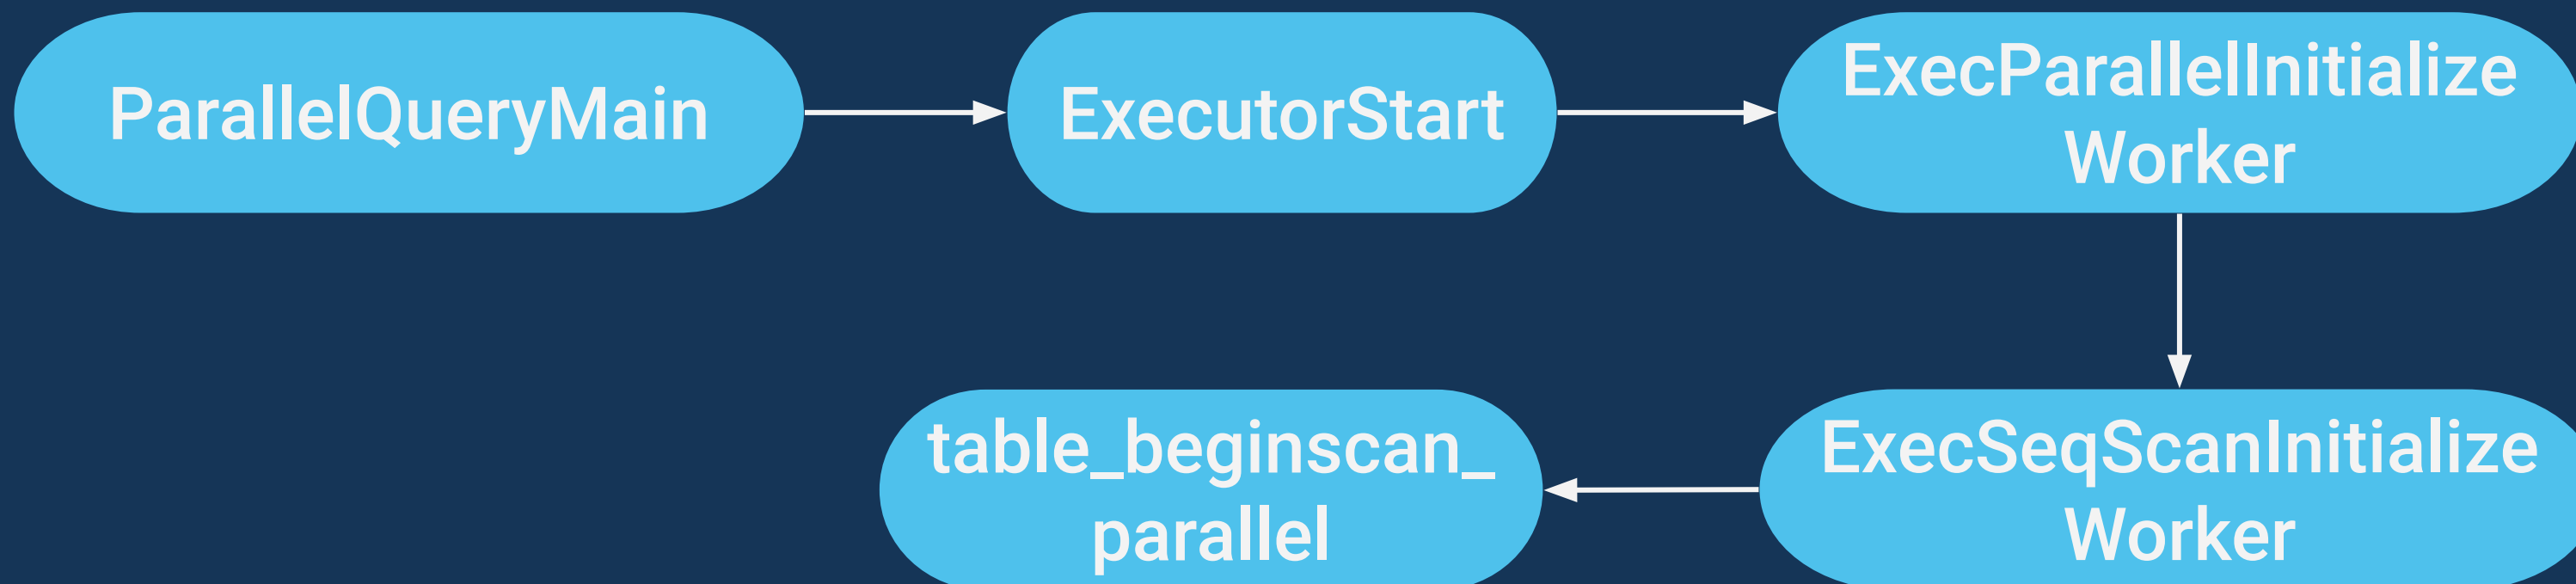 ParallelQueryMain
ExecutorStart
ExecParallelInitialize
Worker
ExecSeqScanInitialize
Worker
table_beginscan_
parallel